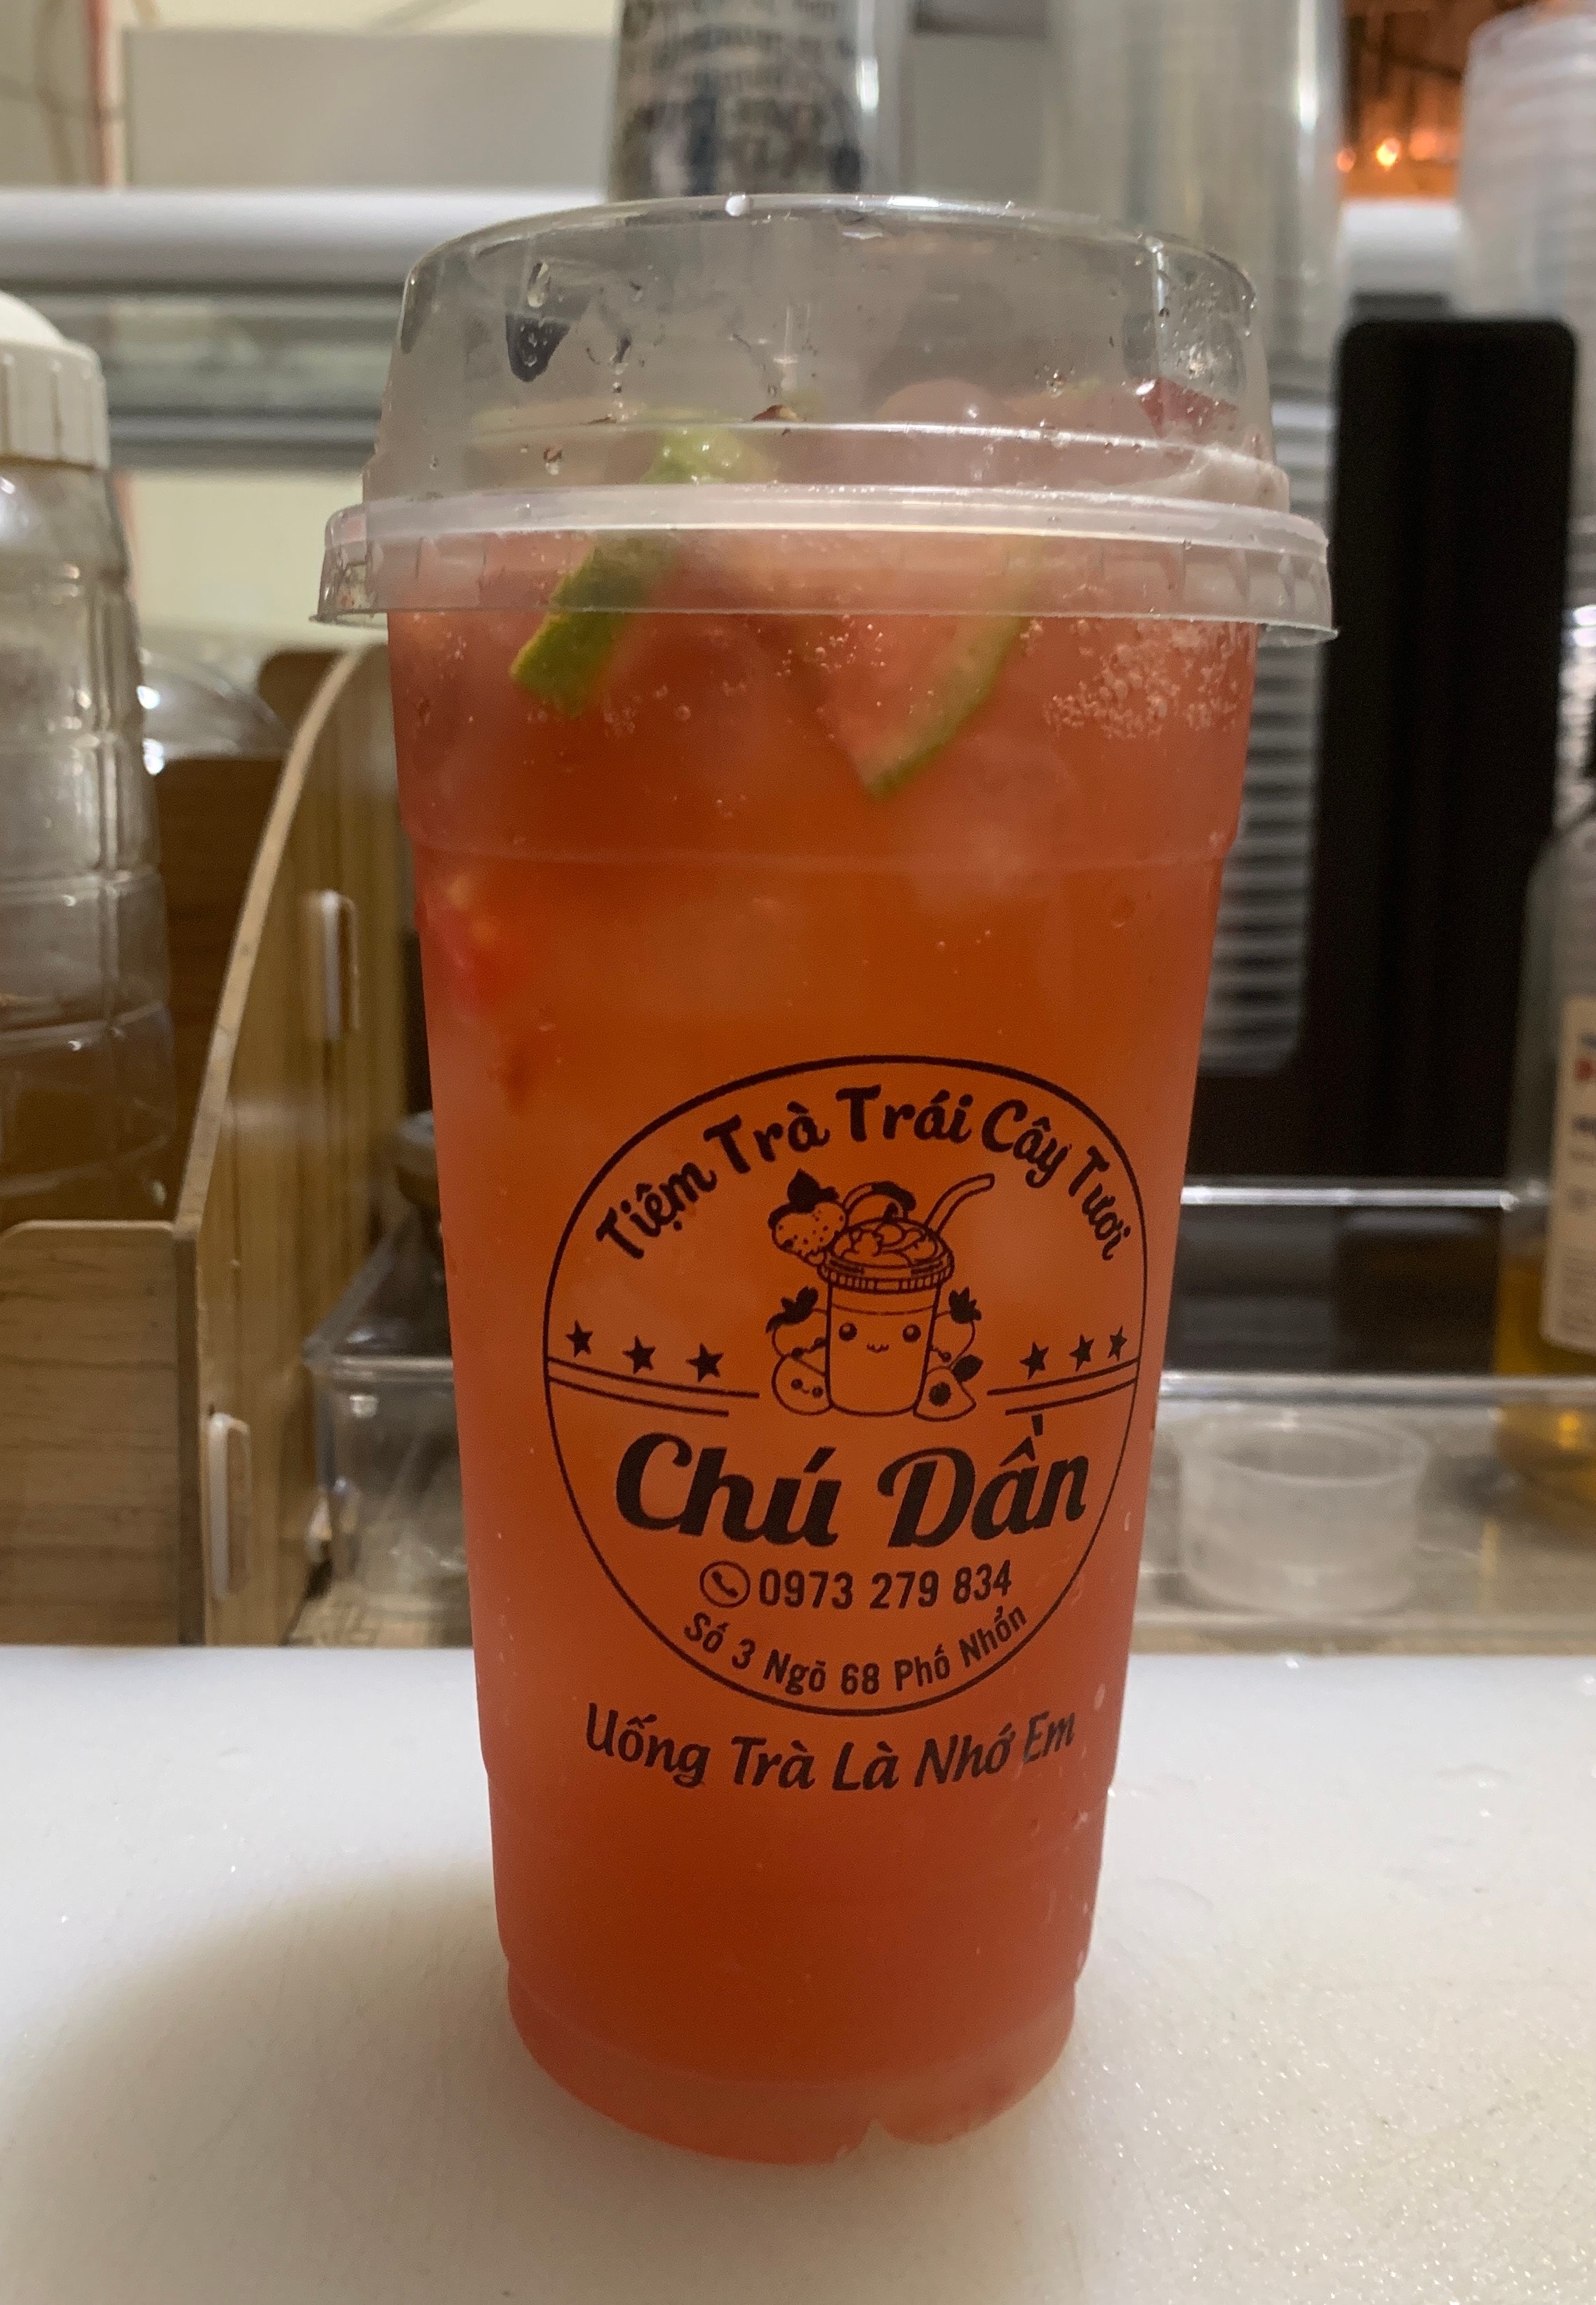 Tiệm Trà Trái Cây Tươi
Chú Dần
0973 279 834
Số 3 Ngõ 68 Phố Nhổn
Uống Trà Là Nhớ Em